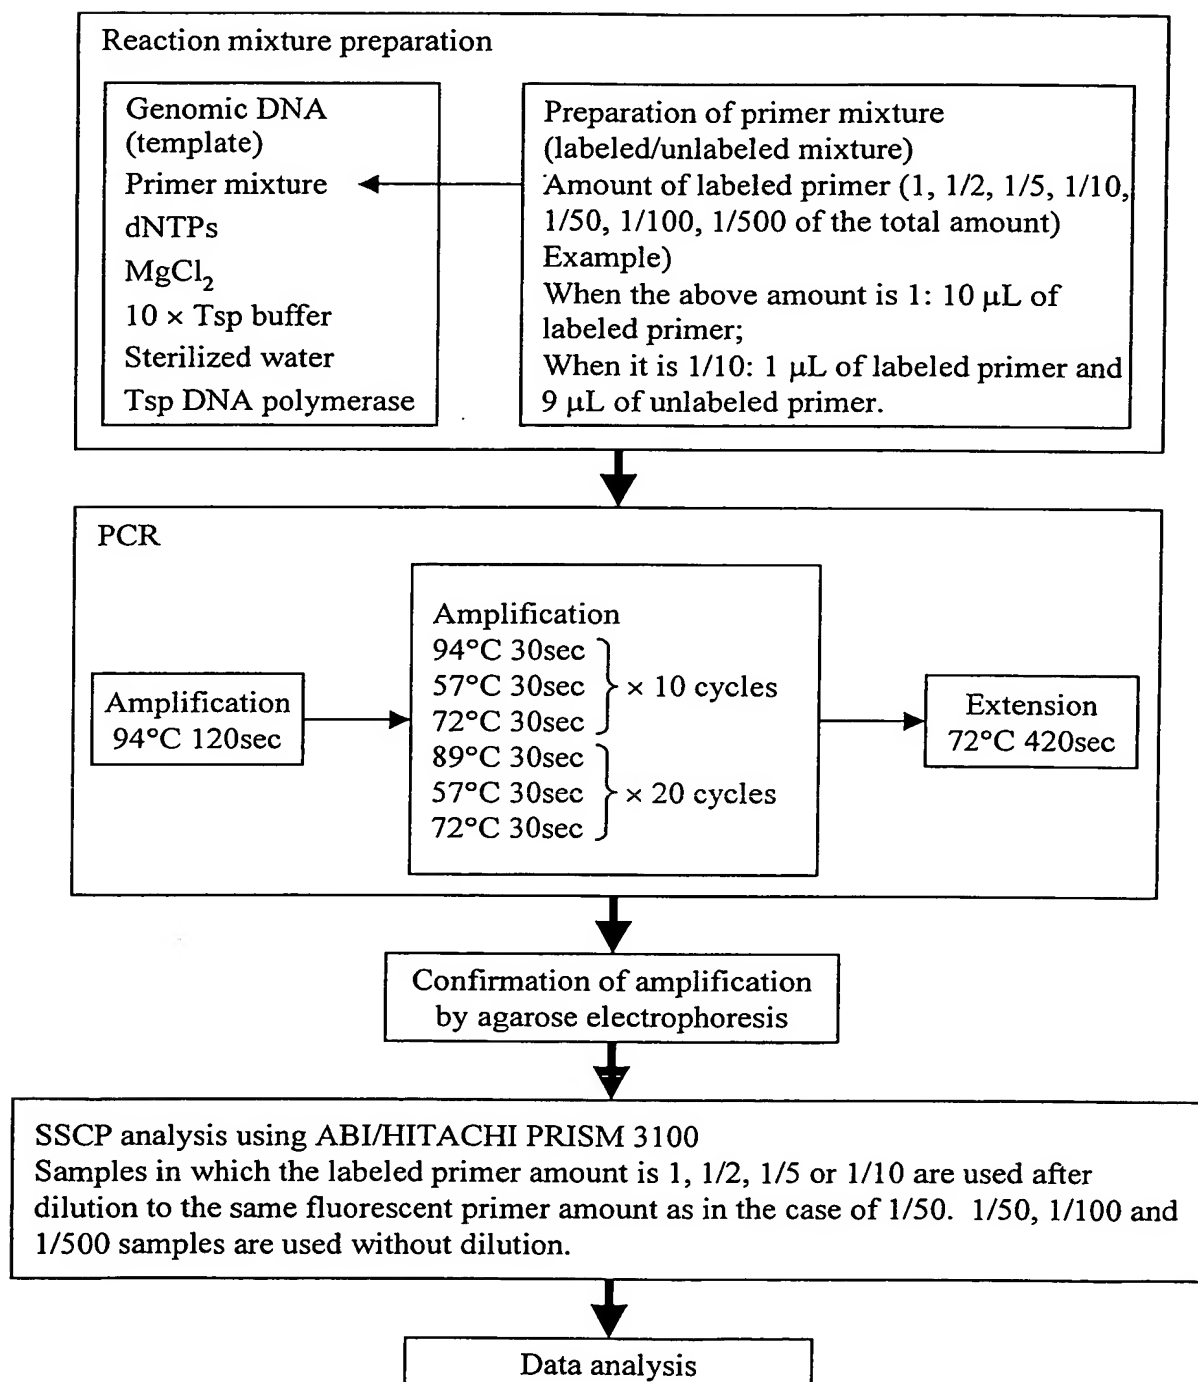 Reaction mixture preparation
Genomic DNA
(template)
Primer mixture
dNTPs
MgCl₂
10 × Tsp buffer
Sterilized water
Tsp DNA polymerase
Preparation of primer mixture
(labeled/unlabeled mixture)
Amount of labeled primer (1, 1/2, 1/5, 1/10,
1/50, 1/100, 1/500 of the total amount)
Example)
When the above amount is 1: 10 μL of
labeled primer;
When it is 1/10: 1 μL of labeled primer and
9 μL of unlabeled primer.
PCR
Amplification
94°C 120sec
Amplification
94°C 30sec
57°C 30sec
72°C 30sec
× 10 cycles
89°C 30sec
57°C 30sec
72°C 30sec
× 20 cycles
Extension
72°C 420sec
Confirmation of amplification
by agarose electrophoresis
SSCP analysis using ABI/HITACHI PRISM 3100
Samples in which the labeled primer amount is 1, 1/2, 1/5 or 1/10 are used after
dilution to the same fluorescent primer amount as in the case of 1/50. 1/50, 1/100 and
1/500 samples are used without dilution.
Data analysis